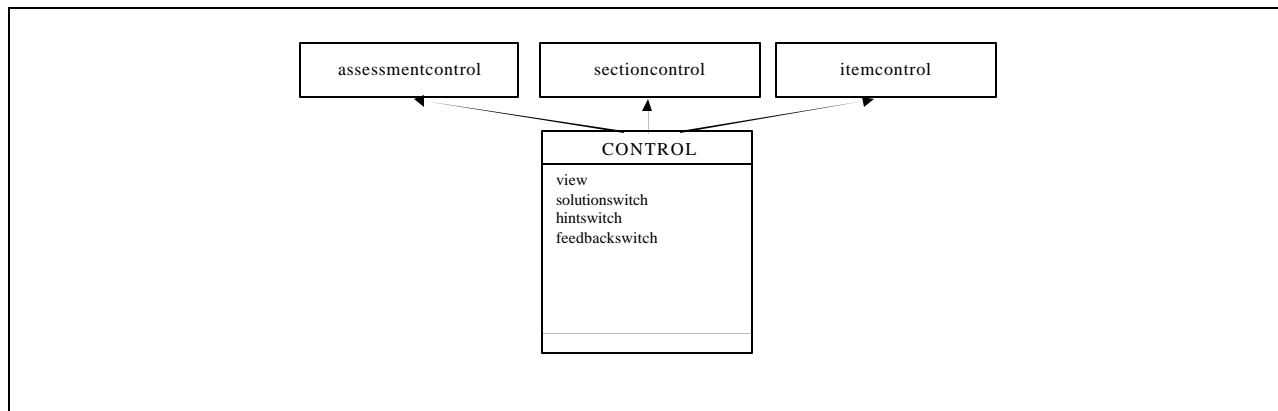 assessmentcontrol
sectioncontrol
itemcontrol
CONTROL
view
solutionswitch
hintswitch
feedbackswitch